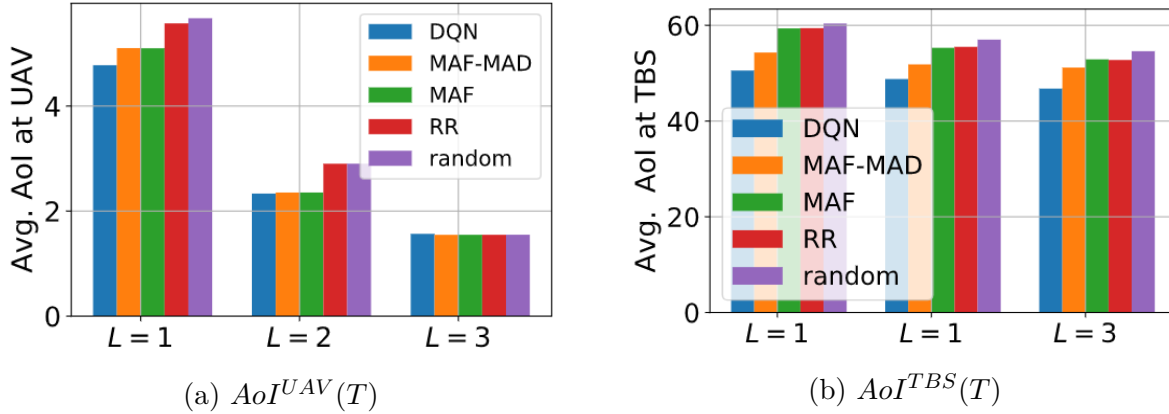 Avg. AoI at UAV
4
2
0
DQN
MAF-MAD
MAF
RR
random
L = 1
L = 2
L = 3
(a) AoI^{UAV}(T)
Avg. AoI at TBS
60
40
20
0
DQN
MAF-MAD
MAF
RR
random
L = 1
L = 1
L = 3
(b) AoI^{TBS}(T)